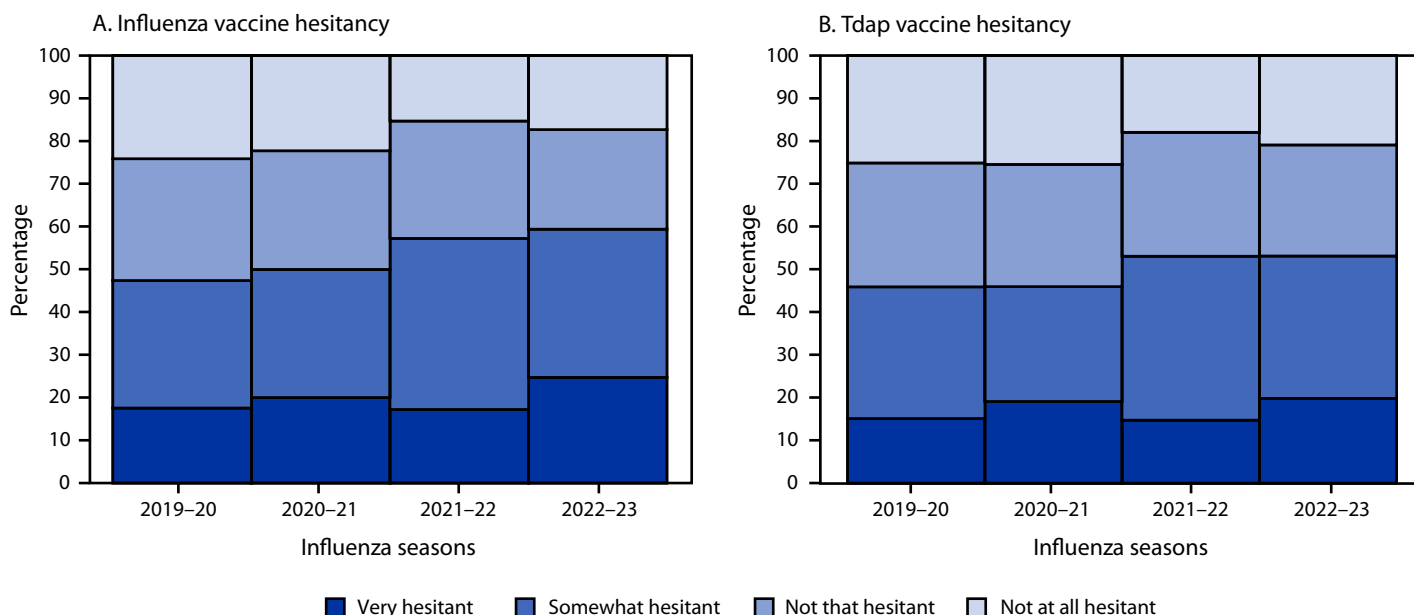 A. Influenza vaccine hesitancy
100
90
80
70
60
50
40
30
20
10
0
Percentage
2019–20 2020–21 2021–22 2022–23
Influenza seasons
B. Tdap vaccine hesitancy
100
90
80
70
60
50
40
30
20
10
0
Percentage
2019–20 2020–21 2021–22 2022–23
Influenza seasons
Very hesitant Somewhat hesitant Not that hesitant Not at all hesitant